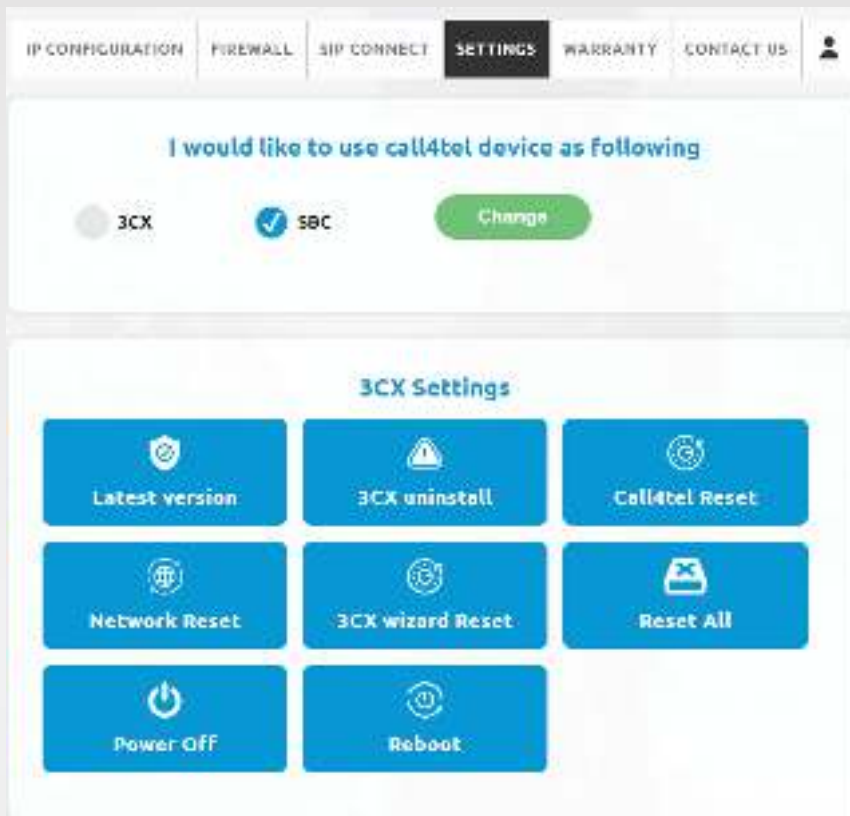 IP CONFIGURATION FIREWALL SIP CONNECT SETTINGS WARRANTY CONTACT US
I would like to use call4tel device as following
3CX SBC Change
3CX Settings
Latest version 3CX uninstall Call4tel Reset
Network Reset 3CX wizard Reset Reset All
Power Off Reboot